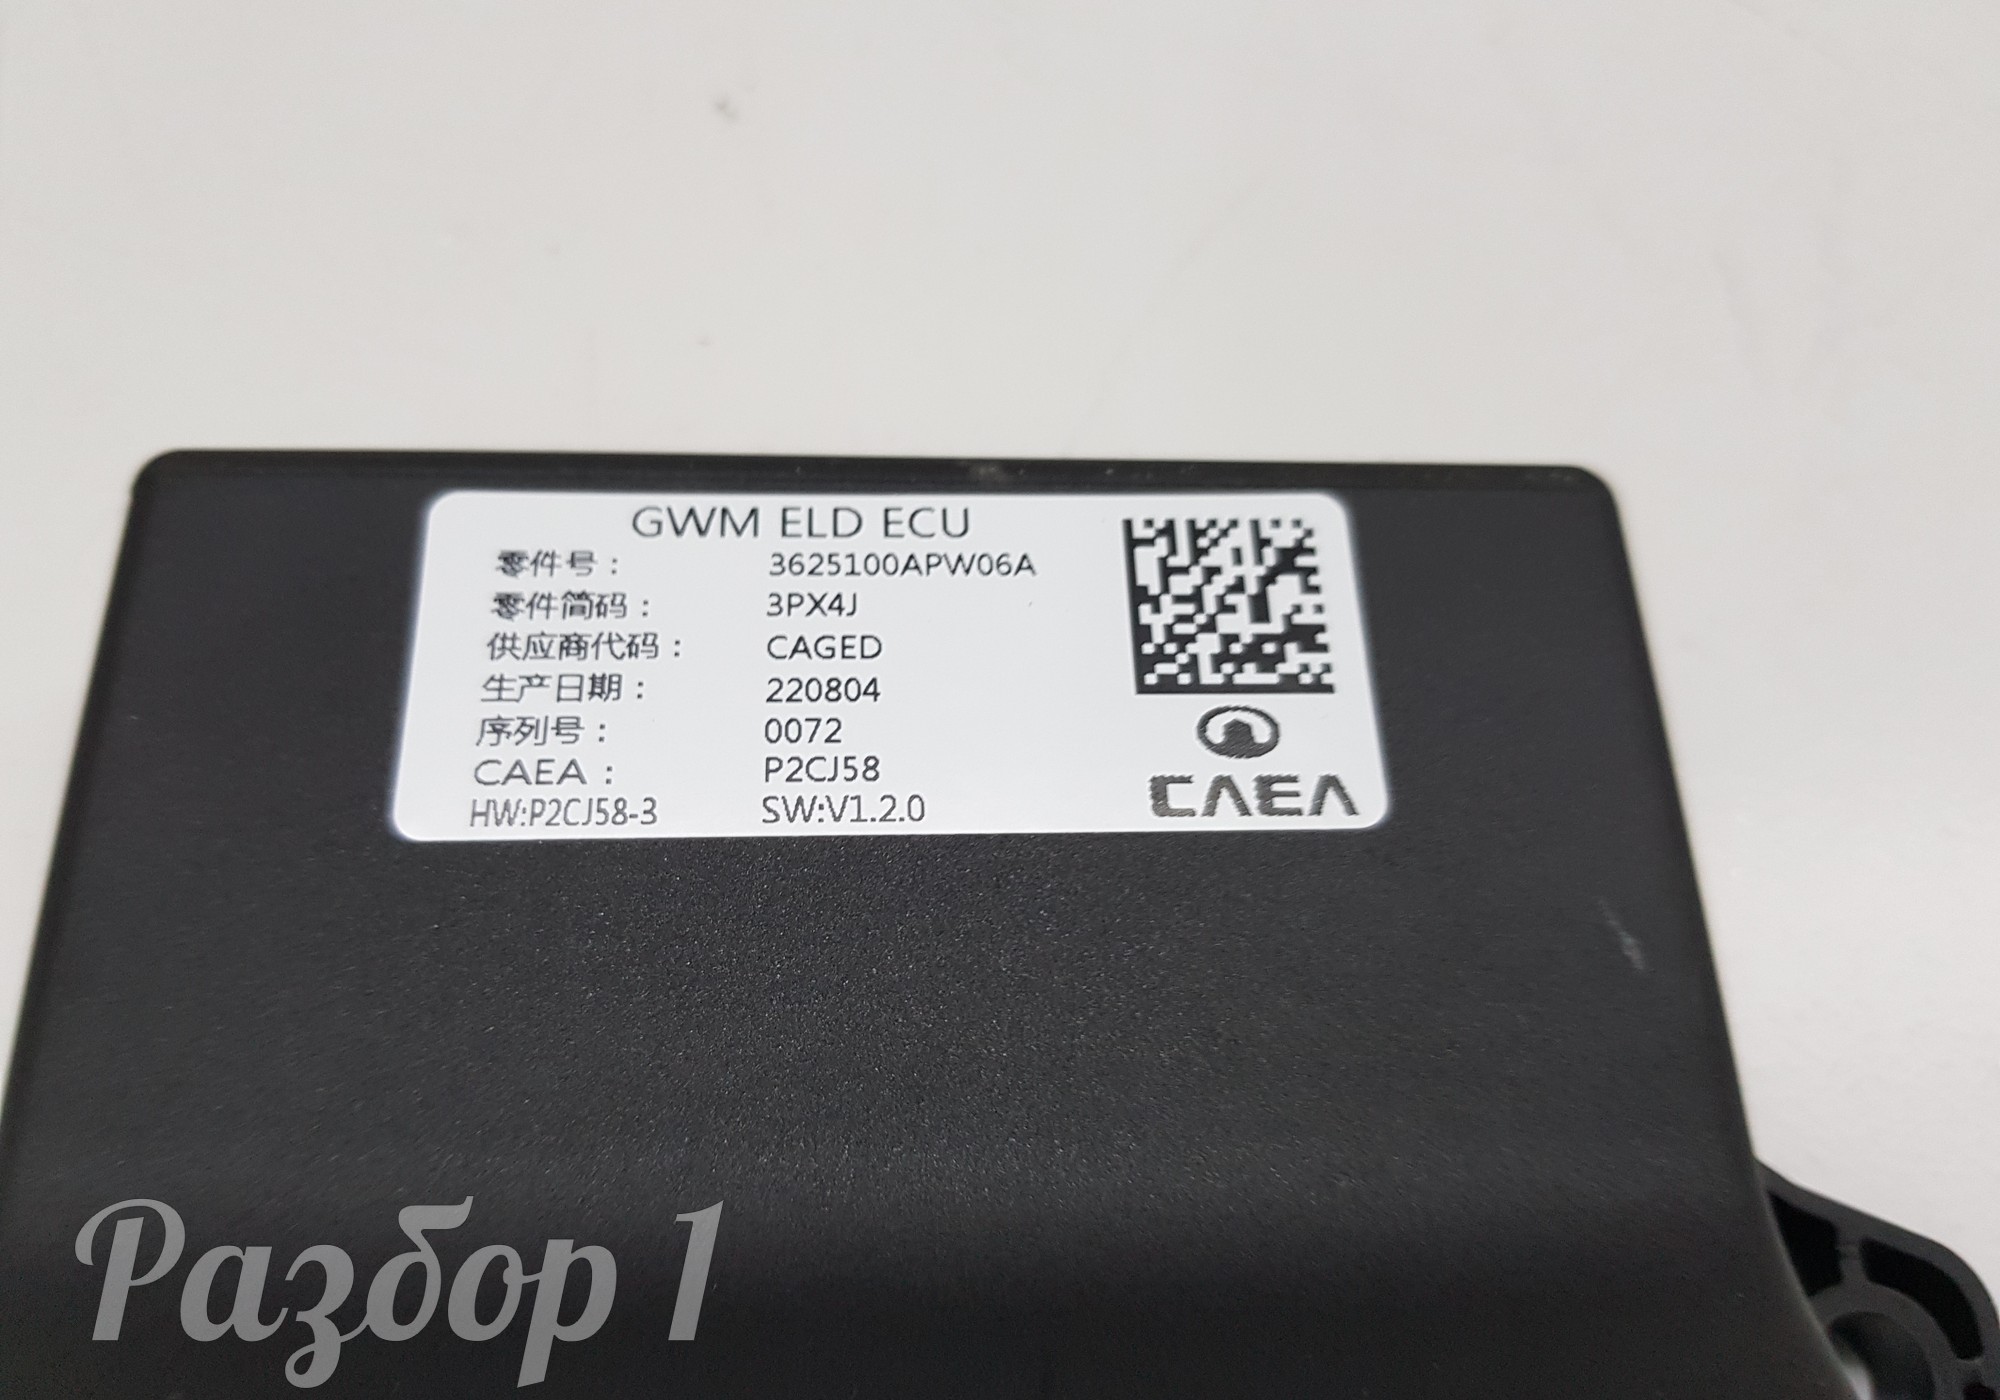 GWM ELD ECU
零件号： 3625100APW06A
零件简码： 3PX4J
供应商代码： CAGED
生产日期： 220804
序列号： 0072
CAEA： P2CJ58
HW:P2CJ58-3 SW:V1.2.0
CAEA
Разбор 1